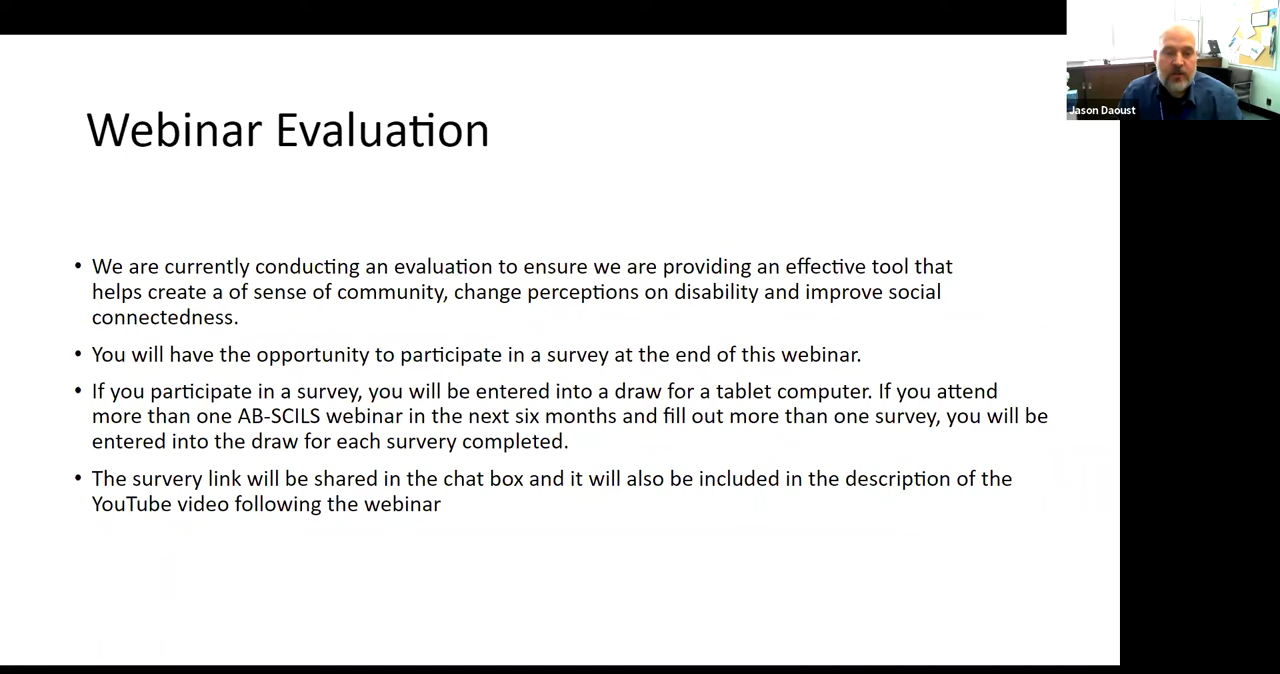 Webinar Evaluation
• We are currently conducting an evaluation to ensure we are providing an effective tool that
helps create a of sense of community, change perceptions on disability and improve social
connectedness.
• You will have the opportunity to participate in a survey at the end of this webinar.
• If you participate in a survey, you will be entered into a draw for a tablet computer. If you attend
more than one AB-SCILS webinar in the next six months and fill out more than one survey, you will be
entered into the draw for each survery completed.
• The survery link will be shared in the chat box and it will also be included in the description of the
YouTube video following the webinar
Jason Daoust